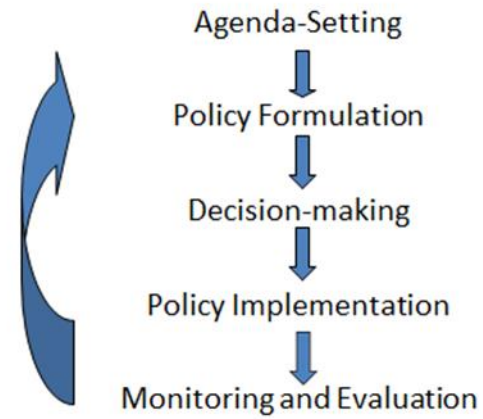 Agenda-Setting
Policy Formulation
Decision-making
Policy Implementation
Monitoring and Evaluation